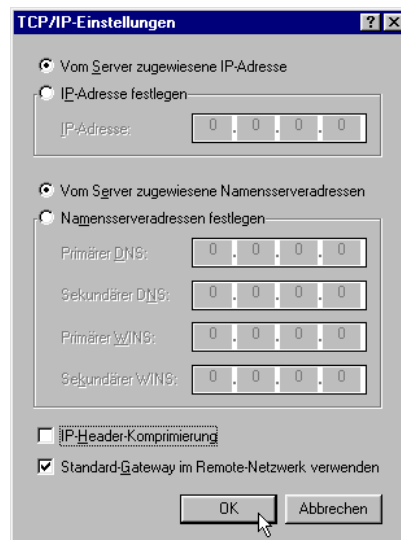 TCP/IP-Einstellungen
Vom Server zugewiesene IP-Adresse
IP-Adresse festlegen
IP-Adresse: 0 . 0 . 0 . 0
Vom Server zugewiesene Namensserveradressen
Namensserveradressen festlegen
Primärer DNS: 0 . 0 . 0 . 0
Sekundärer DNS: 0 . 0 . 0 . 0
Primärer WINS: 0 . 0 . 0 . 0
Sekundärer WINS: 0 . 0 . 0 . 0
IP-Header-Komprimierung
Standard-Gateway im Remote-Netzwerk verwenden
OK Abbrechen